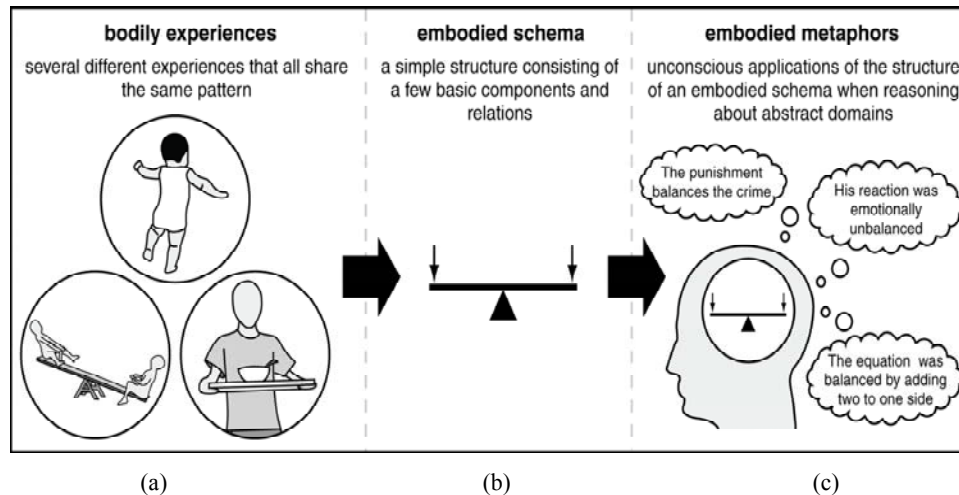 bodily experiences
several different experiences that all share
the same pattern
embodied schema
a simple structure consisting of
a few basic components and
relations
embodied metaphors
unconscious applications of the structure
of an embodied schema when reasoning
about abstract domains
The punishment
balances the crime.
His reaction was
emotionally
unbalanced
The equation was
balanced by adding
two to one side
(a)
(b)
(c)